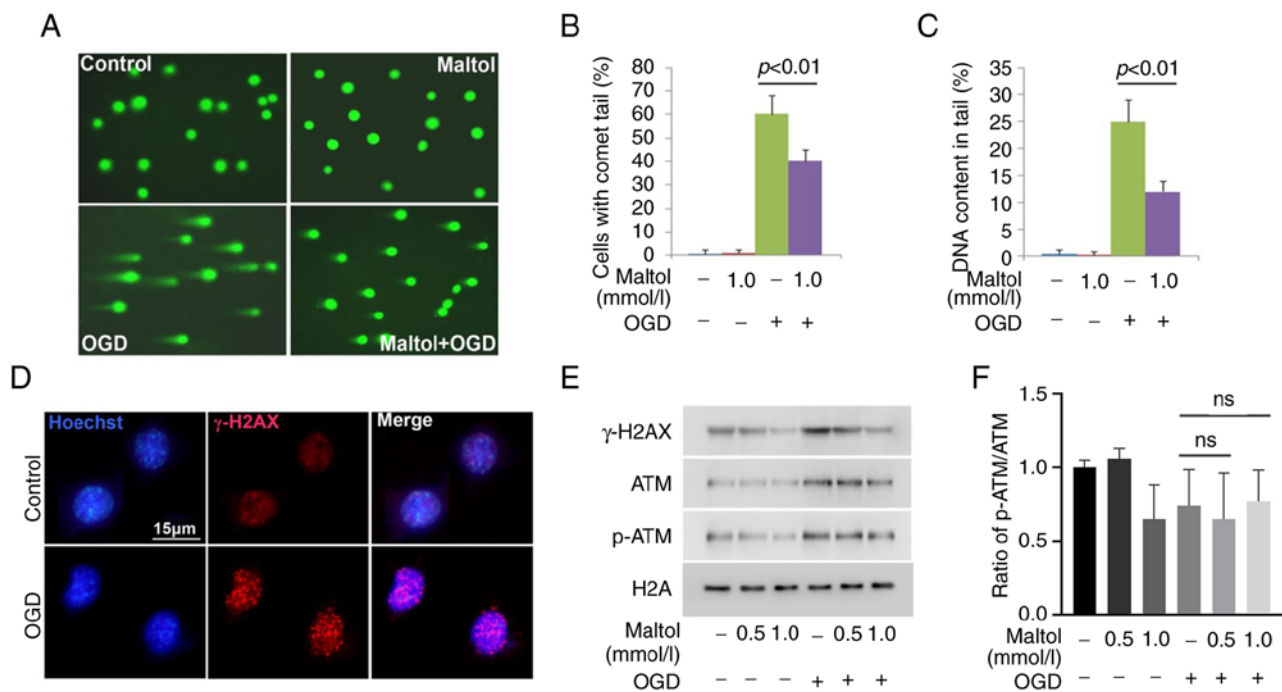 A
Control
Maltol
OGD
Maltol+OGD
B
Cells with comet tail (%)
80
70
60
50
40
30
20
10
0
p<0.01
Maltol – 1.0 – 1.0
(mmol/l)
OGD – – + +
C
DNA content in tail (%)
35
30
25
20
15
10
5
0
p<0.01
Maltol – 1.0 – 1.0
(mmol/l)
OGD – – + +
D
Hoechst
γ-H2AX
Merge
Control
15μm
OGD
E
γ-H2AX
ATM
p-ATM
H2A
Maltol – 0.5 1.0 – 0.5 1.0
(mmol/l)
OGD – – – + + +
F
Ratio of p-ATM/ATM
1.5
1.0
0.5
0.0
ns
ns
Maltol – 0.5 1.0 – 0.5 1.0
(mmol/l)
OGD – – – + + +